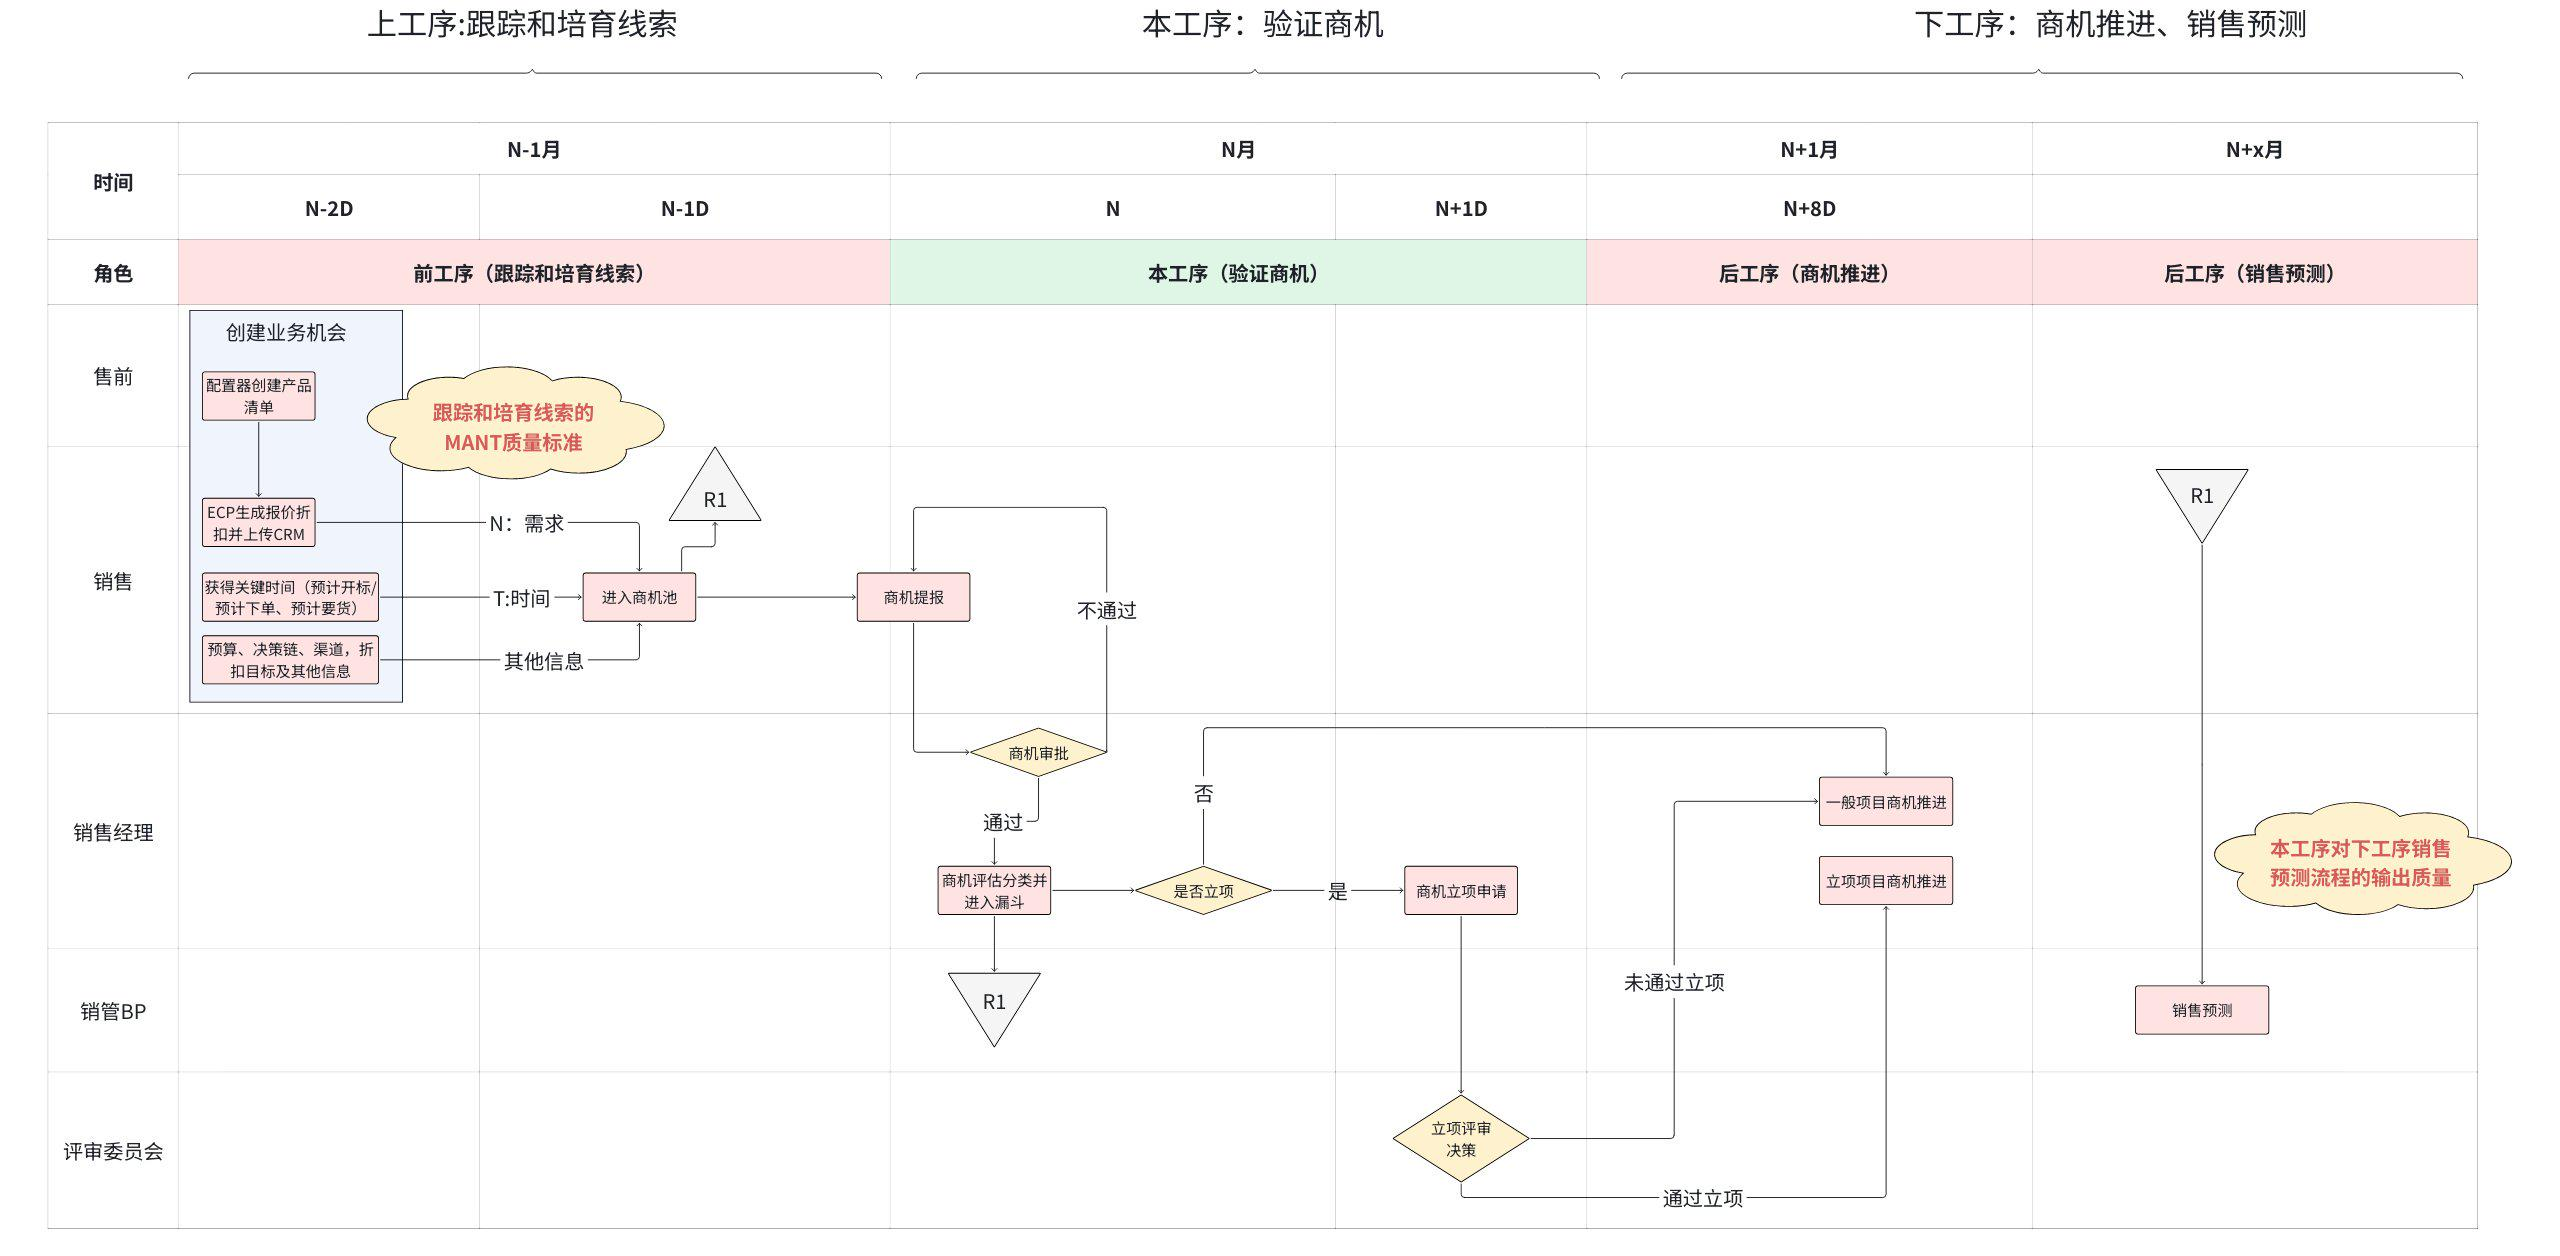 上工序:跟踪和培育线索
本工序：验证商机
下工序：商机推进、销售预测
时间
N-1月
N月
N+1月
N+x月
N-2D
N-1D
N
N+1D
N+8D
角色
前工序（跟踪和培育线索）
本工序（验证商机）
后工序（商机推进）
后工序（销售预测）
售前
创建业务机会
配置器创建产品
清单
跟踪和培育线索的
MANT质量标准
销售
ECP生成报价折
扣并上传CRM
N：需求
R1
R1
获得关键时间（预计开标/
预计下单、预计要货）
T:时间
进入商机池
商机提报
不通过
预算、决策链、渠道，折
扣目标及其他信息
其他信息
销售经理
商机审批
通过
否
一般项目商机推进
商机评估分类并
进入漏斗
是否立项
是
商机立项申请
立项项目商机推进
本工序对下工序销售
预测流程的输出质量
销管BP
R1
未通过立项
销售预测
评审委员会
立项评审
决策
通过立项